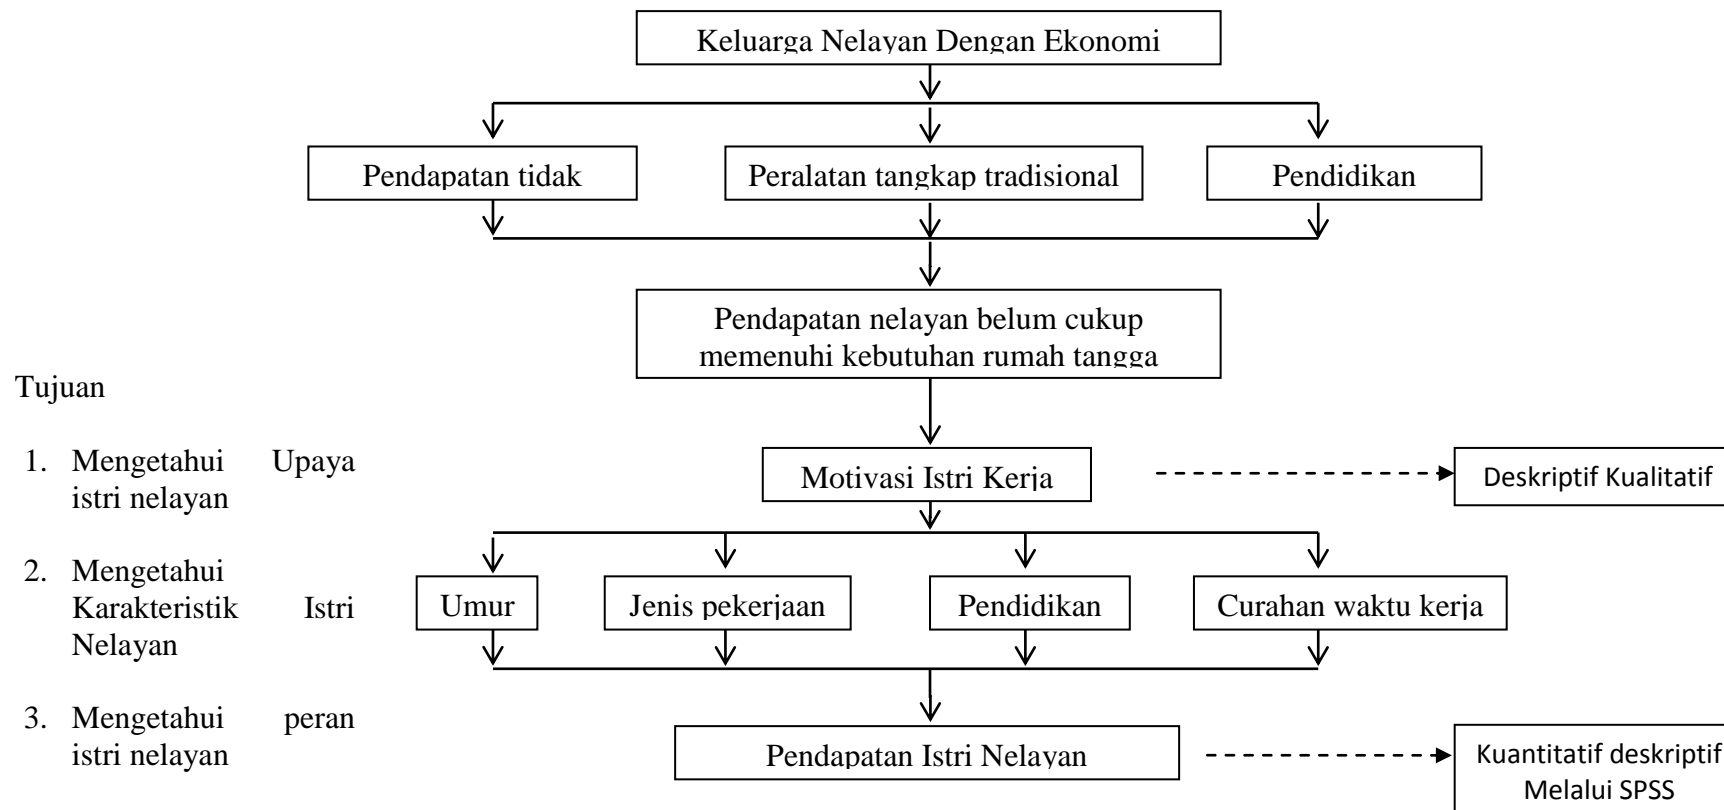 Keluarga Nelayan Dengan Ekonomi
Pendapatan tidak
Peralatan tangkap tradisional
Pendidikan
Pendapatan nelayan belum cukup
memenuhi kebutuhan rumah tangga
Tujuan
1. Mengetahui Upaya
istri nelayan
Motivasi Istri Kerja
Deskriptif Kualitatif
2. Mengetahui
Karakteristik Istri
Nelayan
Umur
Jenis pekerjaan
Pendidikan
Curahan waktu kerja
3. Mengetahui peran
istri nelayan
Pendapatan Istri Nelayan
Kuantitatif deskriptif
Melalui SPSS